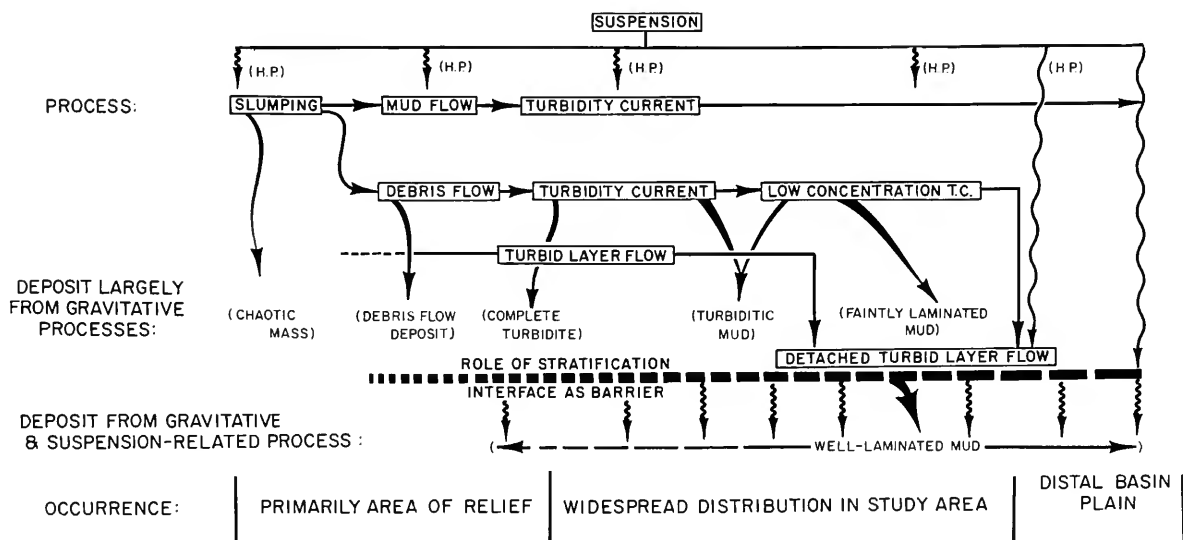 SUSPENSION
(H.P.) (H.P.) (H.P.) (H.P.) (H.P.)
PROCESS: SLUMPING MUD FLOW TURBIDITY CURRENT
DEBRIS FLOW TURBIDITY CURRENT LOW CONCENTRATION T.C.
TURBID LAYER FLOW
DEPOSIT LARGELY
FROM GRAVITATIVE
PROCESSES:
(CHAOTIC
MASS)
(DEBRIS FLOW
DEPOSIT)
(COMPLETE
TURBIDITE)
(TURBIDITIC
MUD)
(FAINTLY LAMINATED
MUD)
DETACHED TURBID LAYER FLOW
ROLE OF STRATIFICATION
INTERFACE AS BARRIER
DEPOSIT FROM GRAVITATIVE
& SUSPENSION-RELATED PROCESS:
( WELL-LAMINATED MUD )
OCCURRENCE: PRIMARILY AREA OF RELIEF WIDESPREAD DISTRIBUTION IN STUDY AREA
DISTAL BASIN
PLAIN